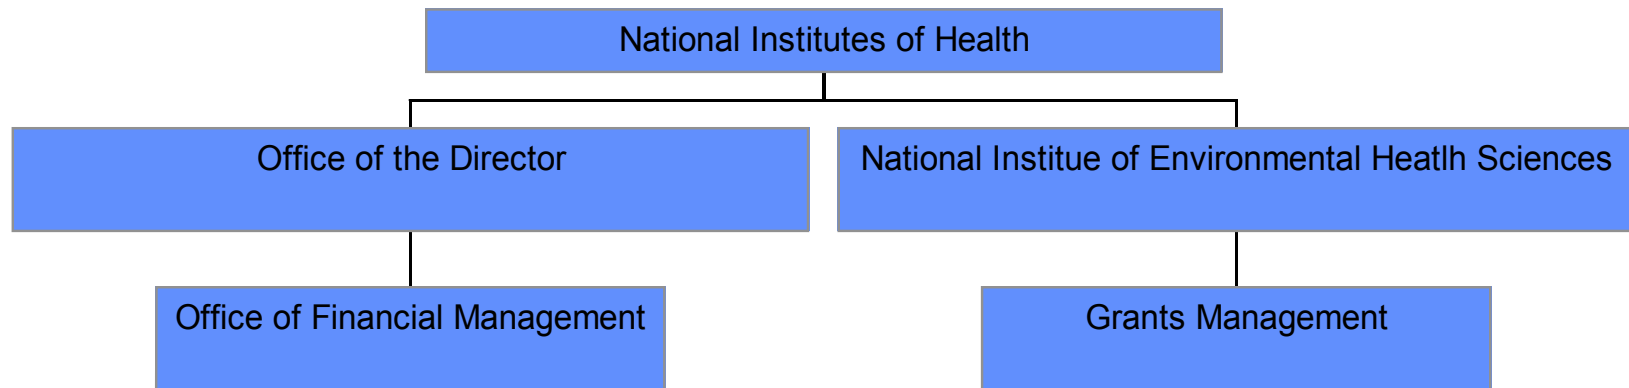 National Institutes of Health
Office of the Director
National Institue of Environmental Heatlh Sciences
Office of Financial Management
Grants Management